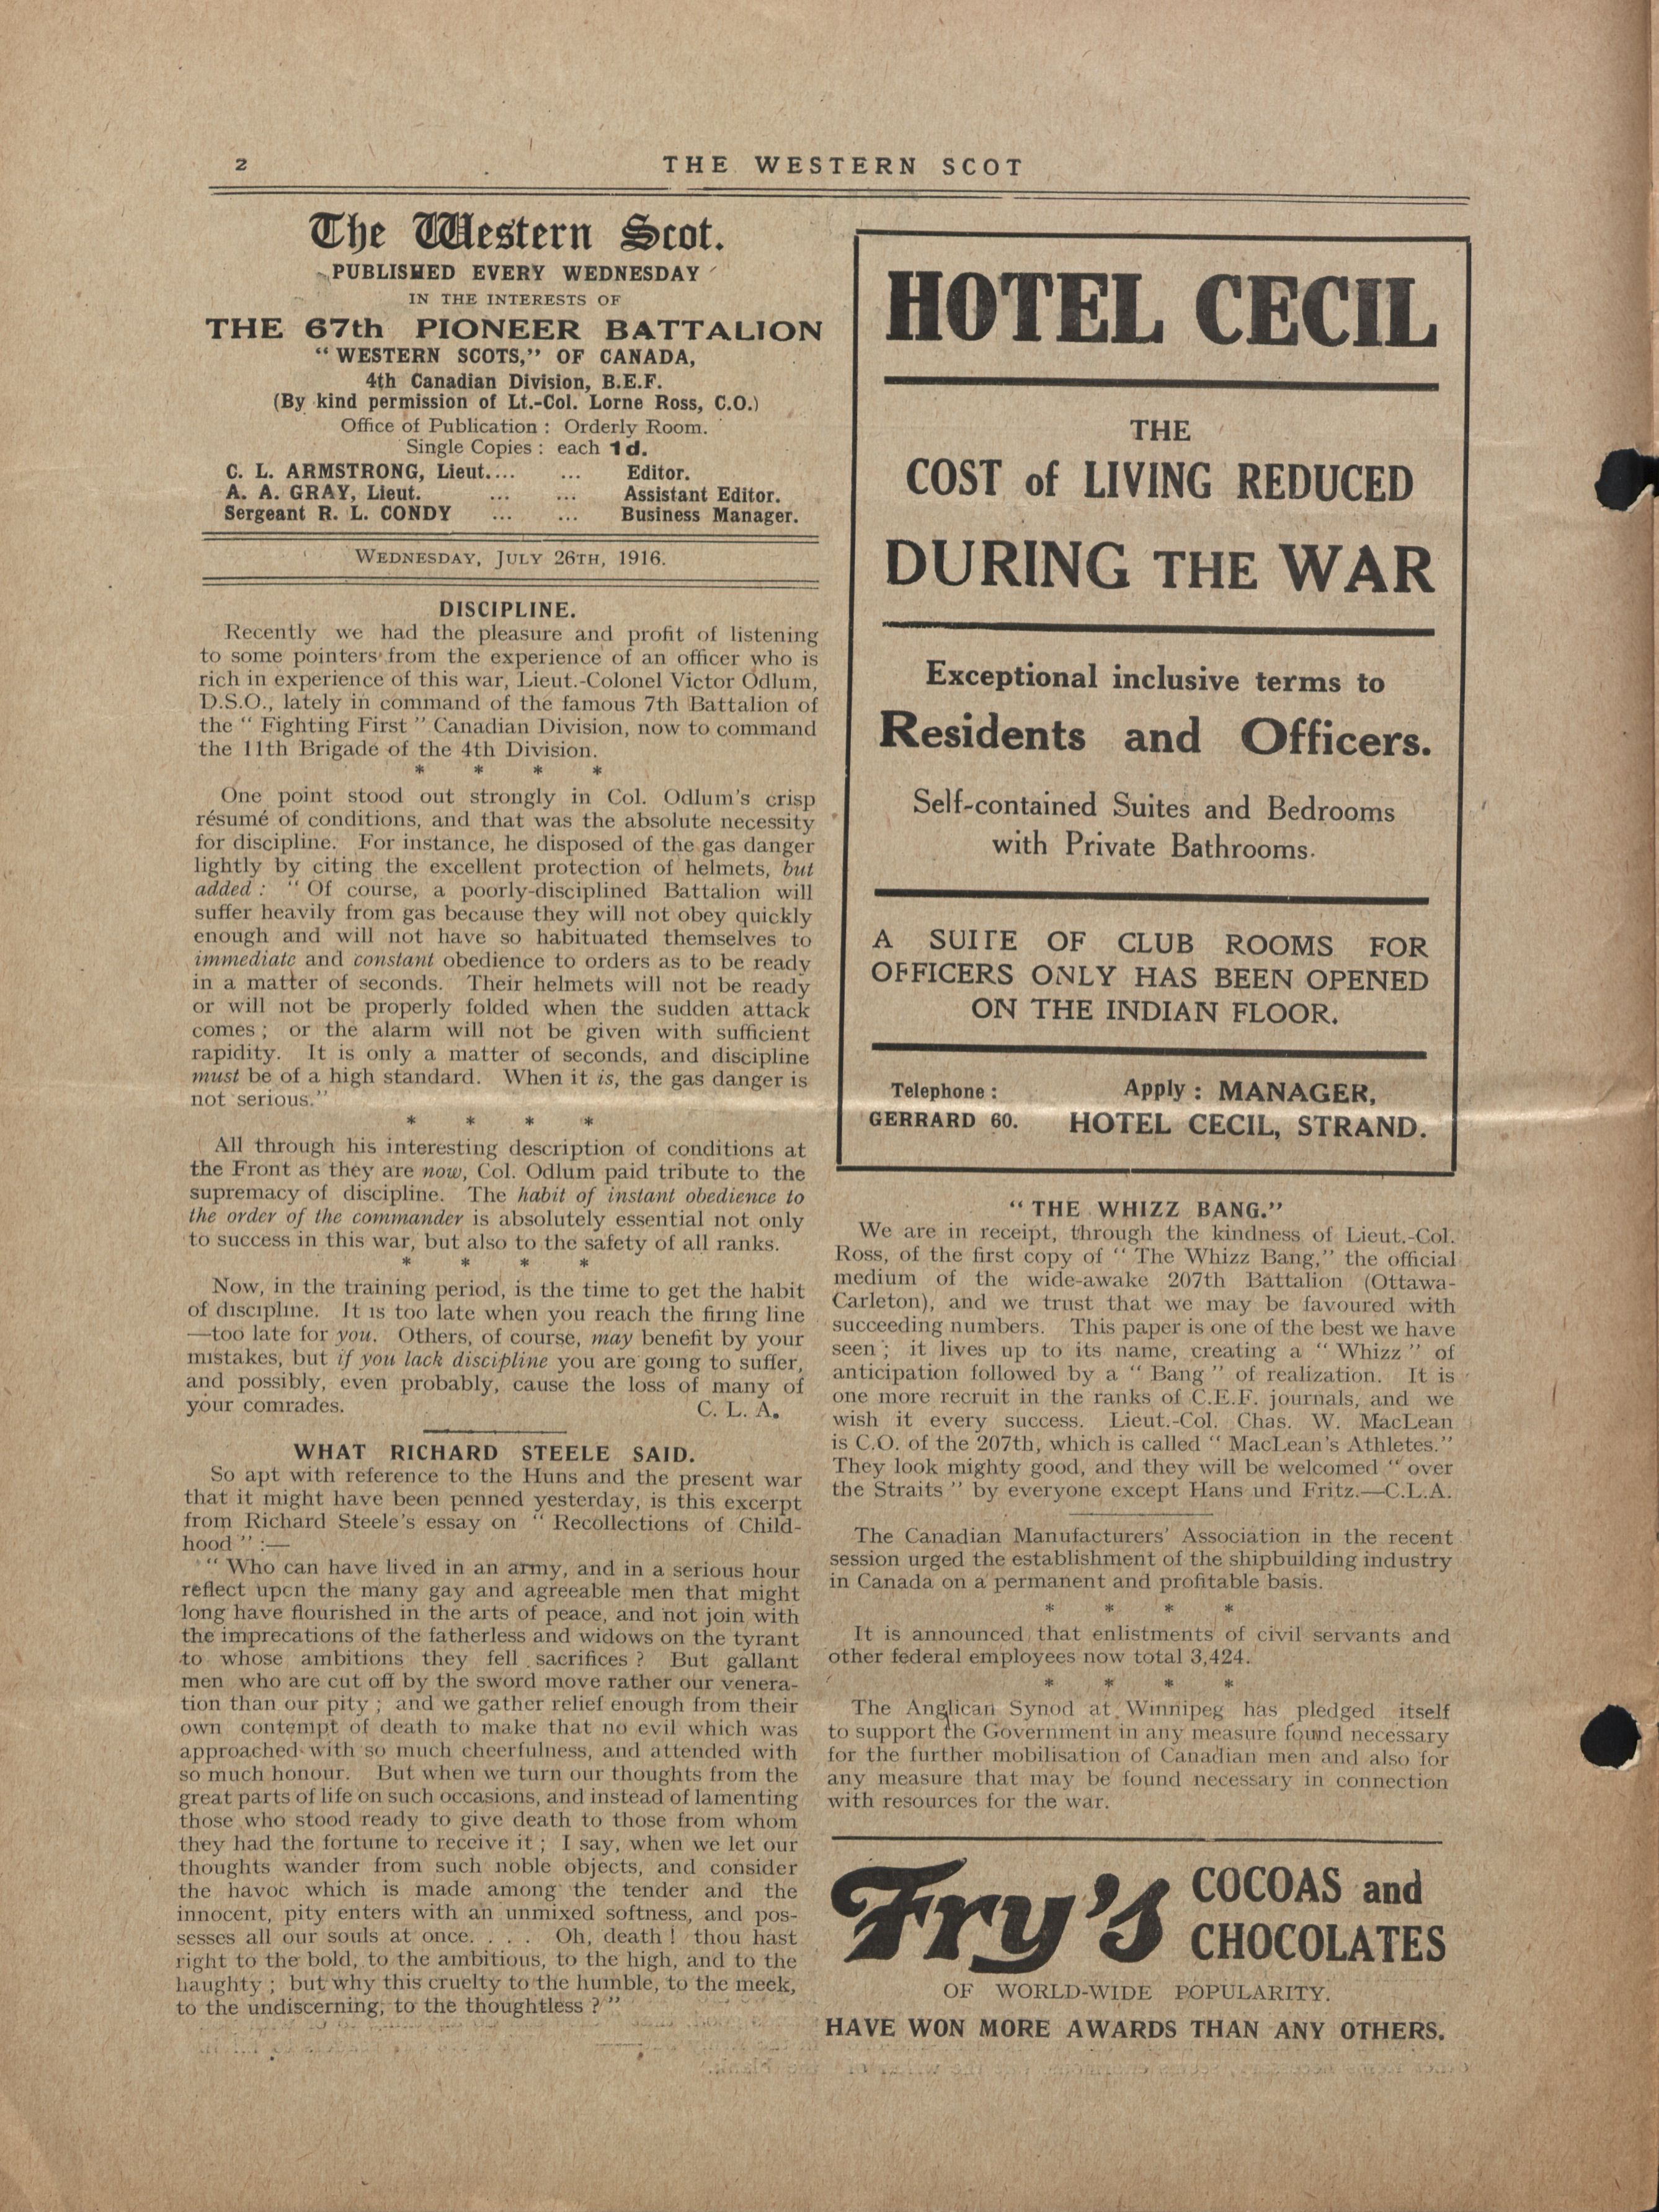 2
THE WESTERN SCOT
The Western Scot.
PUBLISHED EVERY WEDNESDAY
IN THE INTERESTS OF
THE 67th PIONEER BATTALION
“ WESTERN SCOTS,” OF CANADA,
4th Canadian Division, B.E.F.
(By kind permission of Lt.-Col. Lorne Ross, C.O.)
Office of Publication : Orderly Room.
Single Copies : each 1d.
C. L. ARMSTRONG, Lieut.... ... Editor.
A. A. GRAY, Lieut. ... ... Assistant Editor.
Sergeant R. L. CONDY ... ... Business Manager.
WEDNESDAY, JULY 26TH, 1916.
DISCIPLINE.
Recently we had the pleasure and profit of listening
to some pointers from the experience of an officer who is
rich in experience of this war, Lieut.-Colonel Victor Odlum,
D.S.O., lately in command of the famous 7th Battalion of
the “ Fighting First ” Canadian Division, now to command
the 11th Brigade of the 4th Division.
* * * *
One point stood out strongly in Col. Odlum’s crisp
résumé of conditions, and that was the absolute necessity
for discipline. For instance, he disposed of the gas danger
lightly by citing the excellent protection of helmets, but
added : “ Of course, a poorly-disciplined Battalion will
suffer heavily from gas because they will not obey quickly
enough and will not have so habituated themselves to
immediate and constant obedience to orders as to be ready
in a matter of seconds. Their helmets will not be ready
or will not be properly folded when the sudden attack
comes ; or the alarm will not be given with sufficient
rapidity. It is only a matter of seconds, and discipline
must be of a high standard. When it is, the gas danger is
not serious.”
* * * *
All through his interesting description of conditions at
the Front as they are now, Col. Odlum paid tribute to the
supremacy of discipline. The habit of instant obedience to
the order of the commander is absolutely essential not only
to success in this war, but also to the safety of all ranks.
* * * *
Now, in the training period, is the time to get the habit
of discipline. It is too late when you reach the firing line
—too late for you. Others, of course, may benefit by your
mistakes, but if you lack discipline you are going to suffer,
and possibly, even probably, cause the loss of many of
your comrades. C. L. A.
WHAT RICHARD STEELE SAID.
So apt with reference to the Huns and the present war
that it might have been penned yesterday, is this excerpt
from Richard Steele’s essay on “ Recollections of Child-
hood ” :—
“ Who can have lived in an army, and in a serious hour
reflect upon the many gay and agreeable men that might
long have flourished in the arts of peace, and not join with
the imprecations of the fatherless and widows on the tyrant
to whose ambitions they fell sacrifices ? But gallant
men who are cut off by the sword move rather our venera-
tion than our pity ; and we gather relief enough from their
own contempt of death to make that no evil which was
approached with so much cheerfulness, and attended with
so much honour. But when we turn our thoughts from the
great parts of life on such occasions, and instead of lamenting
those who stood ready to give death to those from whom
they had the fortune to receive it ; I say, when we let our
thoughts wander from such noble objects, and consider
the havoc which is made among the tender and the
innocent, pity enters with an unmixed softness, and pos-
sesses all our souls at once. . . . Oh, death ! thou hast
right to the bold, to the ambitious, to the high, and to the
haughty ; but why this cruelty to the humble, to the meek,
to the undiscerning, to the thoughtless ? ”
HOTEL CECIL
THE
COST of LIVING REDUCED
DURING THE WAR
Exceptional inclusive terms to
Residents and Officers.
Self-contained Suites and Bedrooms
with Private Bathrooms.
A SUITE OF CLUB ROOMS FOR
OFFICERS ONLY HAS BEEN OPENED
ON THE INDIAN FLOOR.
Telephone : Apply : MANAGER,
GERRARD 60. HOTEL CECIL, STRAND.
“ THE WHIZZ BANG.”
We are in receipt, through the kindness of Lieut.-Col.
Ross, of the first copy of “ The Whizz Bang,” the official
medium of the wide-awake 207th Battalion (Ottawa-
Carleton), and we trust that we may be favoured with
succeeding numbers. This paper is one of the best we have
seen ; it lives up to its name, creating a “ Whizz ” of
anticipation followed by a “ Bang ” of realization. It is
one more recruit in the ranks of C.E.F. journals, and we
wish it every success. Lieut.-Col. Chas. W. MacLean
is C.O. of the 207th, which is called “ MacLean’s Athletes.”
They look mighty good, and they will be welcomed “ over
the Straits ” by everyone except Hans und Fritz.—C.L.A.
The Canadian Manufacturers’ Association in the recent
session urged the establishment of the shipbuilding industry
in Canada on a permanent and profitable basis.
* * * *
It is announced that enlistments of civil servants and
other federal employees now total 3,424.
* * * *
The Anglican Synod at Winnipeg has pledged itself
to support the Government in any measure found necessary
for the further mobilisation of Canadian men and also for
any measure that may be found necessary in connection
with resources for the war.
Fry’s COCOAS and
CHOCOLATES
OF WORLD-WIDE POPULARITY.
HAVE WON MORE AWARDS THAN ANY OTHERS.